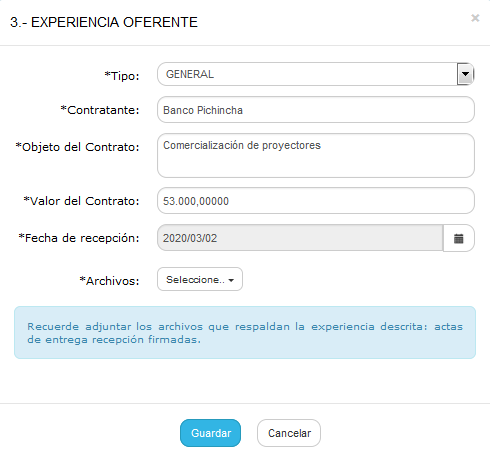 3.- EXPERIENCIA OFERENTE ×
*Tipo: GENERAL
*Contratante: Banco Pichincha
*Objeto del Contrato: Comercialización de proyectores
*Valor del Contrato: 53.000,00000
*Fecha de recepción: 2020/03/02
*Archivos: Seleccione..
Recuerde adjuntar los archivos que respaldan la experiencia descrita: actas
de entrega recepción firmadas.
Guardar Cancelar